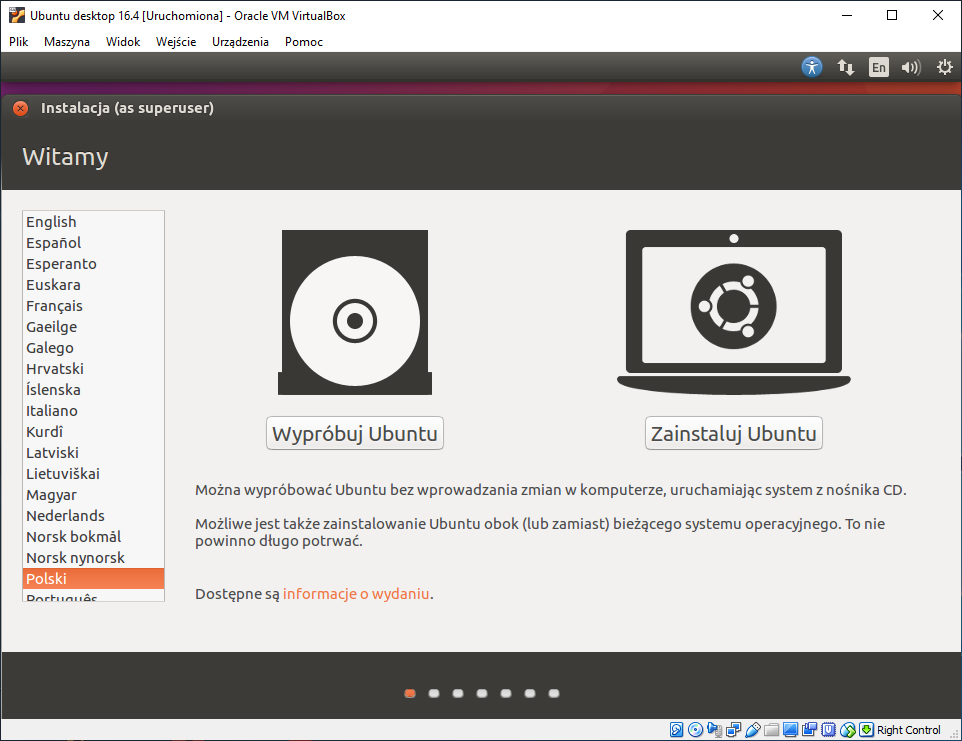 Ubuntu desktop 16.4 [Uruchomiona] - Oracle VM VirtualBox
Plik Maszyna Widok Wejście Urządzenia Pomoc
En
Instalacja (as superuser)
Witamy
English
Español
Esperanto
Euskara
Français
Gaeilge
Galego
Hrvatski
Íslenska
Italiano
Kurdî
Latviski
Lietuviškai
Magyar
Nederlands
Norsk bokmål
Norsk nynorsk
Polski
Português
Wypróbuj Ubuntu
Zainstaluj Ubuntu
Można wypróbować Ubuntu bez wprowadzania zmian w komputerze, uruchamiając system z nośnika CD.
Możliwe jest także zainstalowanie Ubuntu obok (lub zamiast) bieżącego systemu operacyjnego. To nie
powinno długo potrwać.
Dostępne są informacje o wydaniu.
Right Control